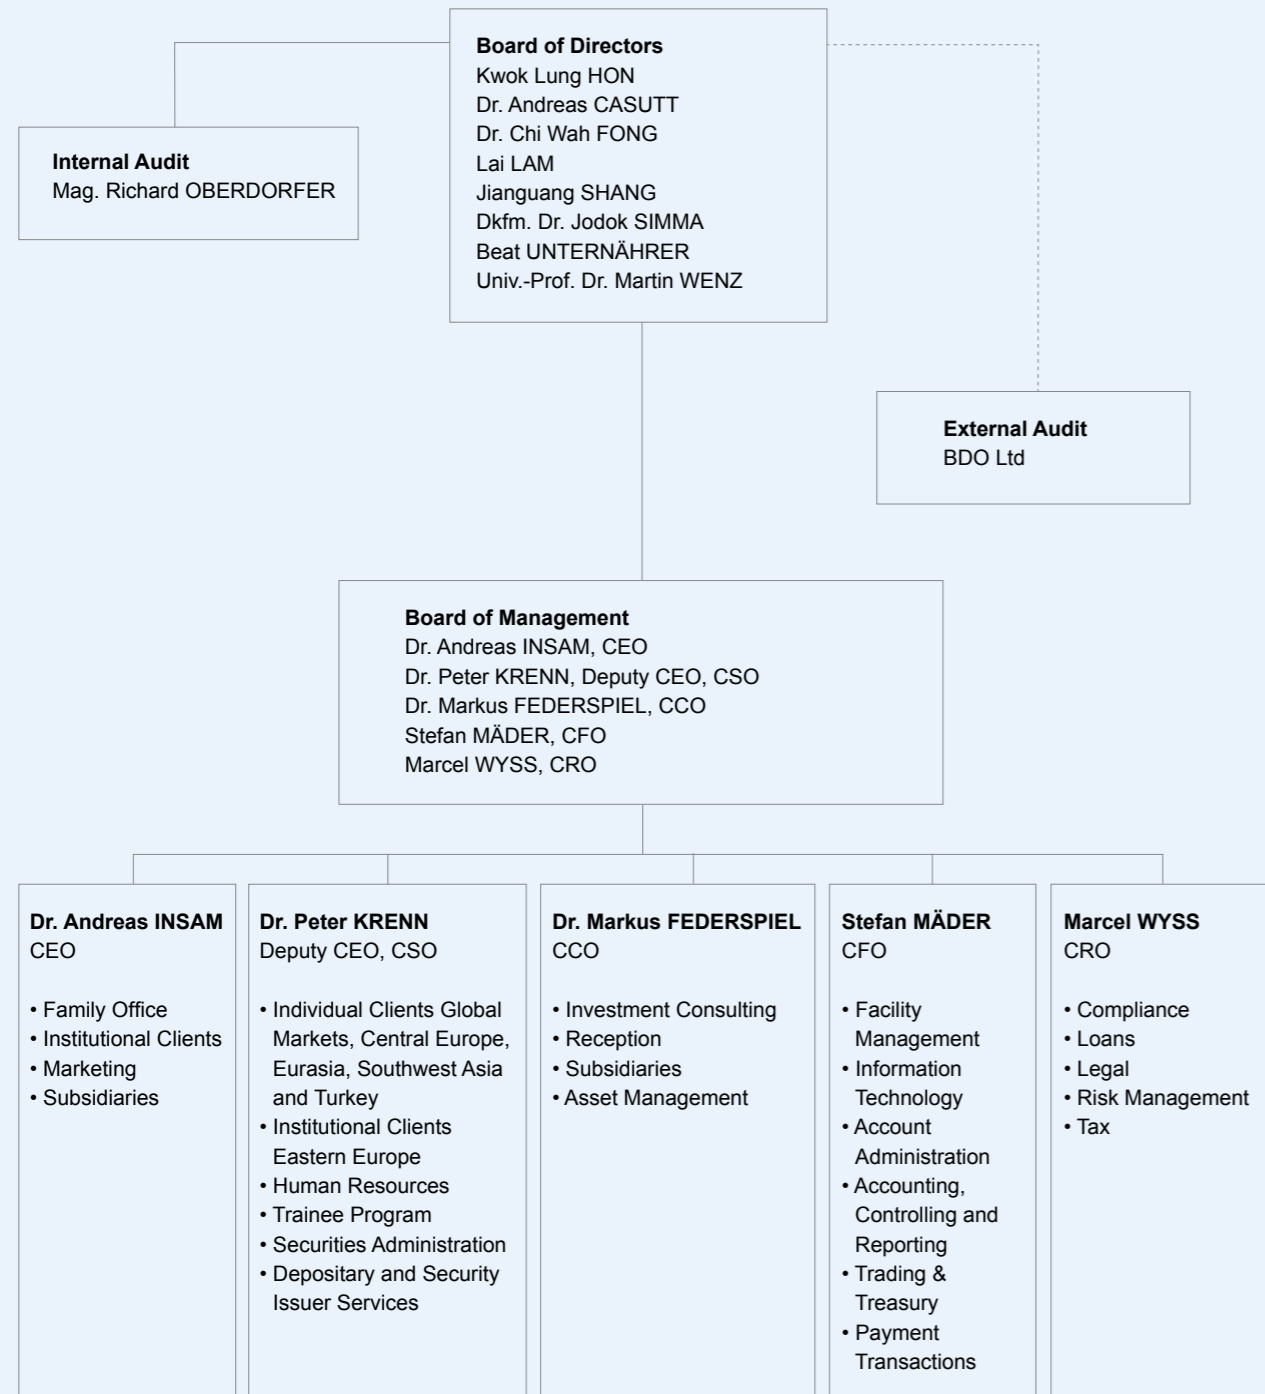 Board of Directors
Kwok Lung HON
Dr. Andreas CASUTT
Dr. Chi Wah FONG
Lai LAM
Jianguang SHANG
Dkfm. Dr. Jodok SIMMA
Beat UNTERNÄHRER
Univ.-Prof. Dr. Martin WENZ
Internal Audit
Mag. Richard OBERDORFER
External Audit
BDO Ltd
Board of Management
Dr. Andreas INSAM, CEO
Dr. Peter KRENN, Deputy CEO, CSO
Dr. Markus FEDERSPIEL, CCO
Stefan MÄDER, CFO
Marcel WYSS, CRO
Dr. Andreas INSAM
CEO
• Family Office
• Institutional Clients
• Marketing
• Subsidiaries
Dr. Peter KRENN
Deputy CEO, CSO
• Individual Clients Global
Markets, Central Europe,
Eurasia, Southwest Asia
and Turkey
• Institutional Clients
Eastern Europe
• Human Resources
• Trainee Program
• Securities Administration
• Depositary and Security
Issuer Services
Dr. Markus FEDERSPIEL
CCO
• Investment Consulting
• Reception
• Subsidiaries
• Asset Management
Stefan MÄDER
CFO
• Facility
Management
• Information
Technology
• Account
Administration
• Accounting,
Controlling and
Reporting
• Trading &
Treasury
• Payment
Transactions
Marcel WYSS
CRO
• Compliance
• Loans
• Legal
• Risk Management
• Tax